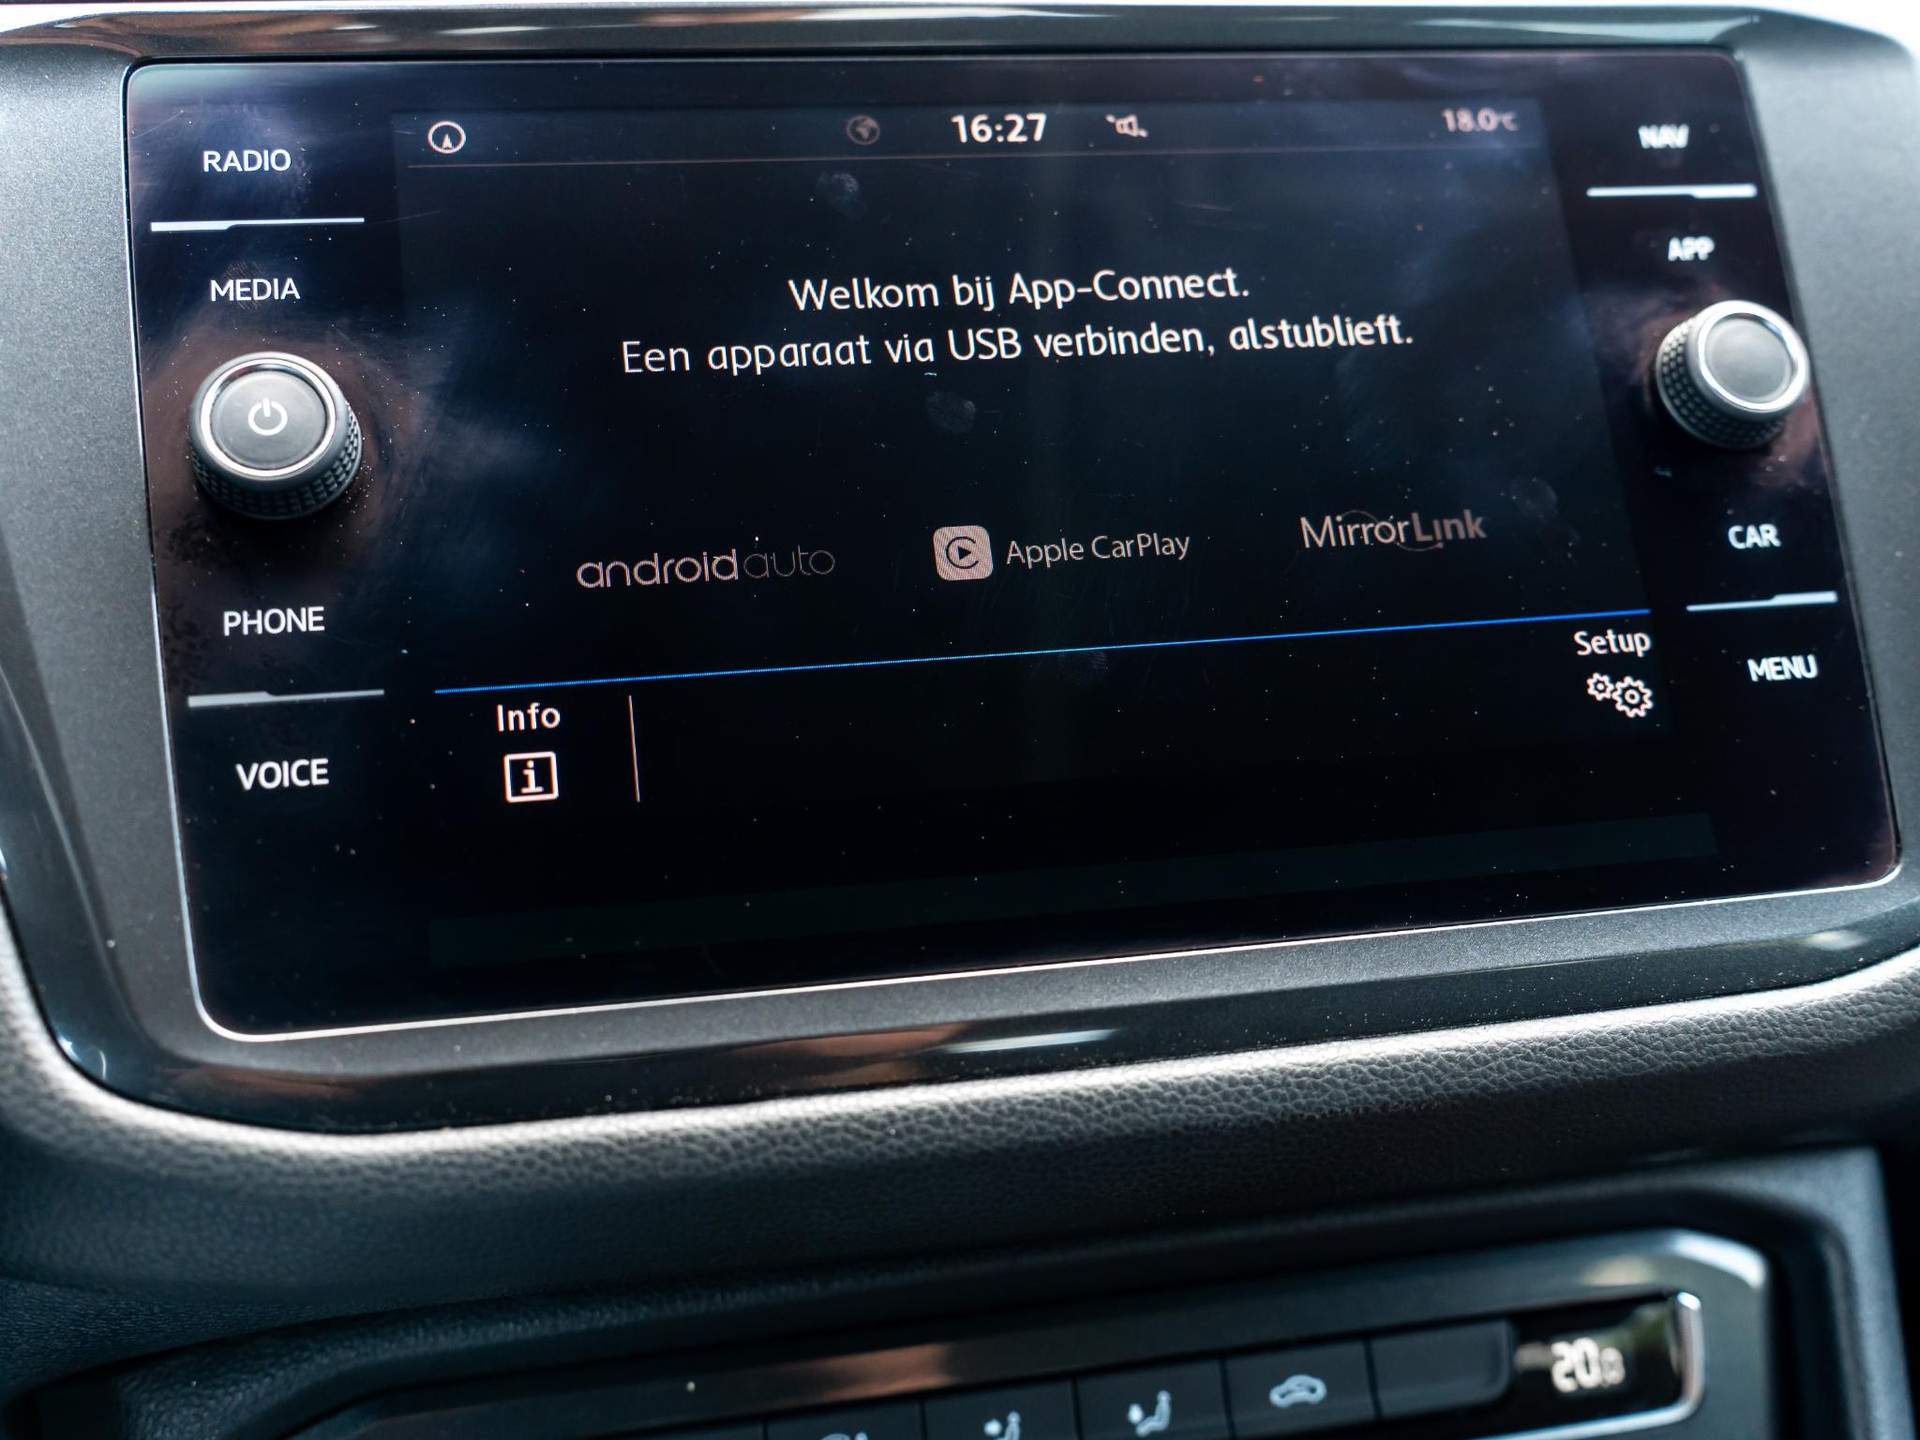 16:27
18.0°C
RADIO
MEDIA
PHONE
VOICE
NAV
APP
CAR
MENU
Welkom bij App-Connect.
Een apparaat via USB verbinden, alstublieft.
android auto
Apple CarPlay
MirrorLink
Setup
Info
i
20.0